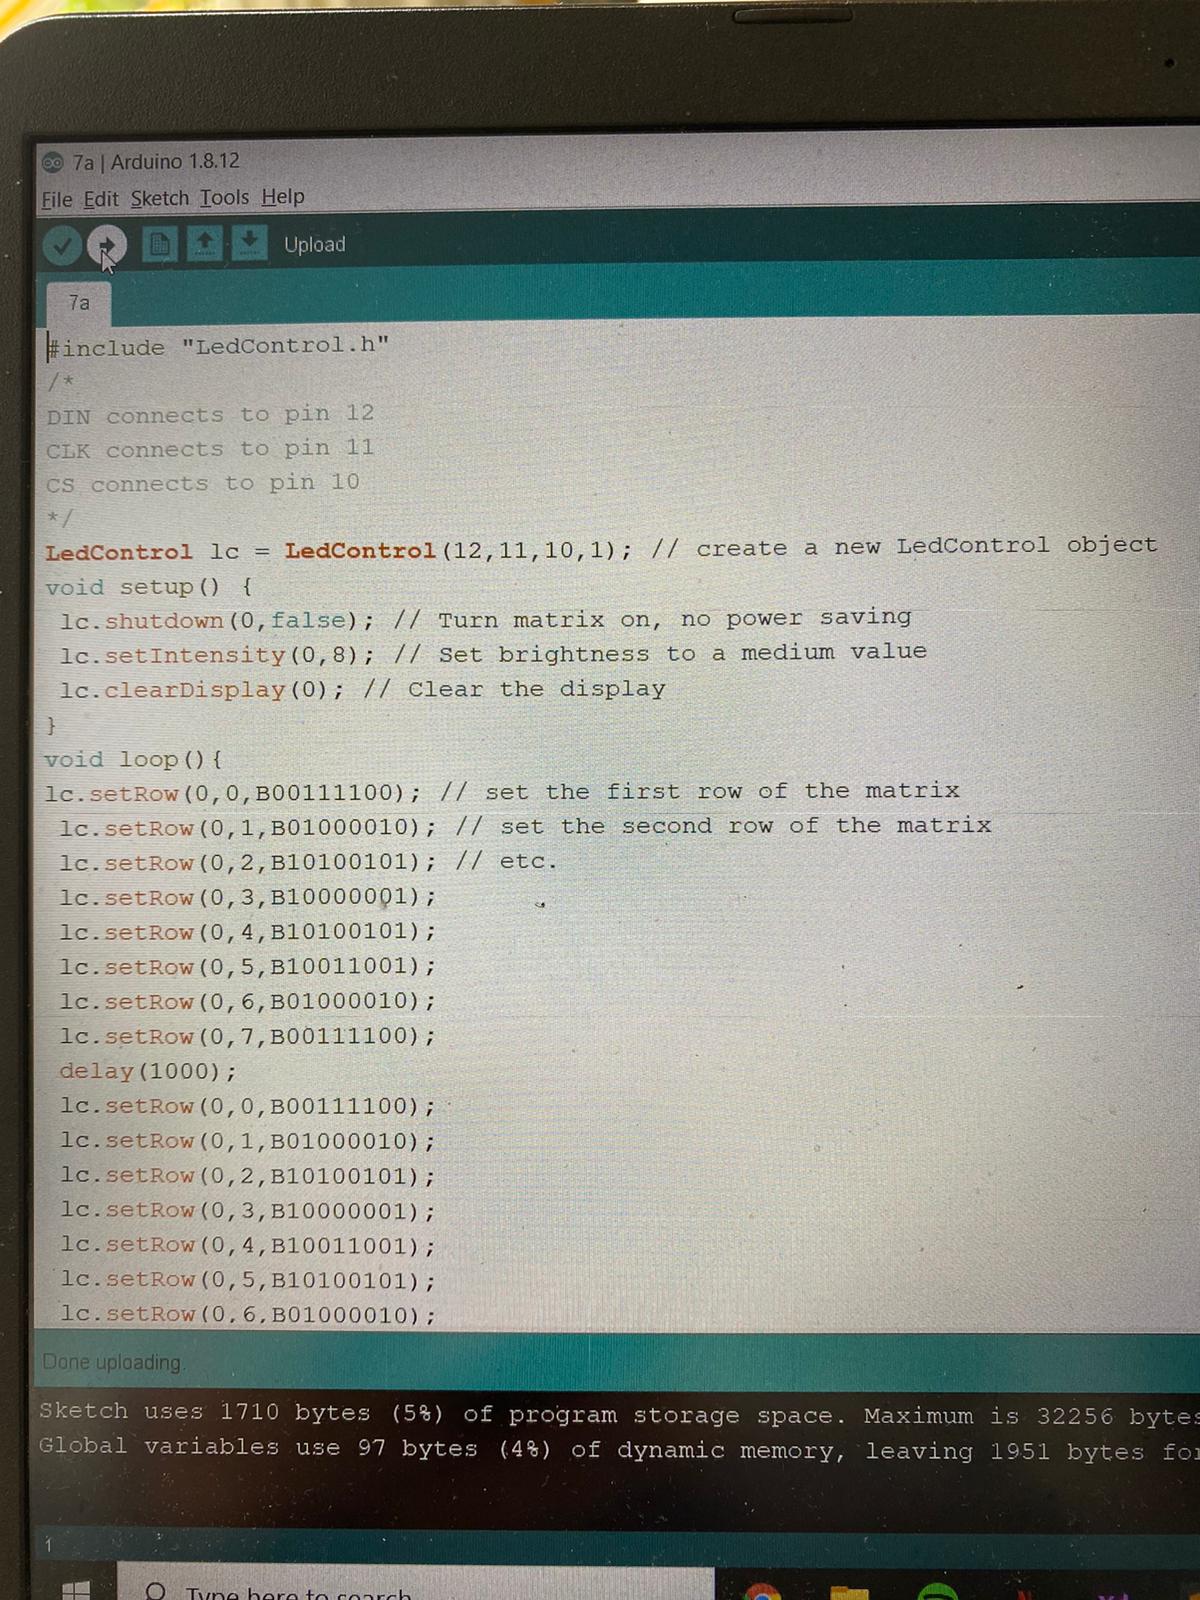 7a | Arduino 1.8.12
File Edit Sketch Tools Help
Upload
7a
#include "LedControl.h"
/*
DIN connects to pin 12
CLK connects to pin 11
CS connects to pin 10
*/
LedControl lc = LedControl(12,11,10,1); // create a new LedControl object
void setup() {
lc.shutdown(0,false); // Turn matrix on, no power saving
lc.setIntensity(0,8); // Set brightness to a medium value
lc.clearDisplay(0); // Clear the display
}
void loop(){
lc.setRow(0,0,B00111100); // set the first row of the matrix
lc.setRow(0,1,B01000010); // set the second row of the matrix
lc.setRow(0,2,B10100101); // etc.
lc.setRow(0,3,B10000001);
lc.setRow(0,4,B10100101);
lc.setRow(0,5,B10011001);
lc.setRow(0,6,B01000010);
lc.setRow(0,7,B00111100);
delay(1000);
lc.setRow(0,0,B00111100);
lc.setRow(0,1,B01000010);
lc.setRow(0,2,B10100101);
lc.setRow(0,3,B10000001);
lc.setRow(0,4,B10011001);
lc.setRow(0,5,B10100101);
lc.setRow(0,6,B01000010);
Done uploading.
Sketch uses 1710 bytes (5%) of program storage space. Maximum is 32256 bytes
Global variables use 97 bytes (4%) of dynamic memory, leaving 1951 bytes for
1
Type here to search